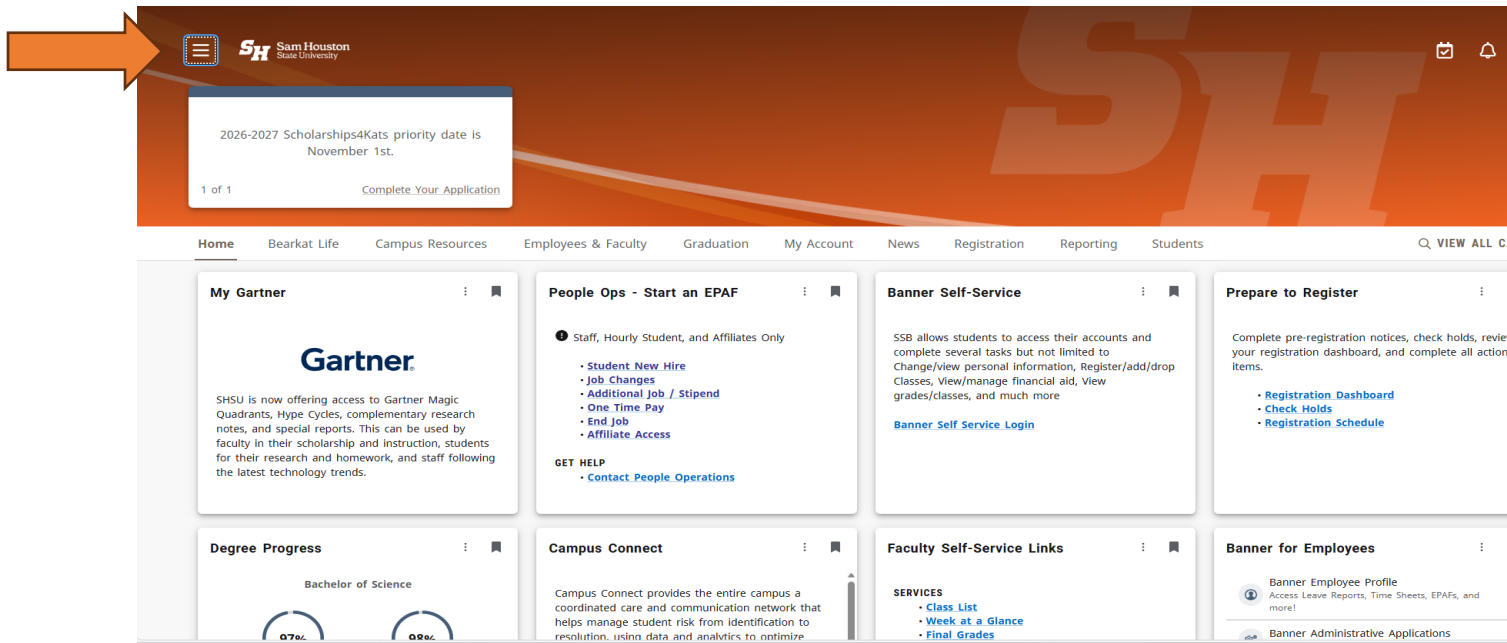 SH Sam Houston
State University
2026-2027 Scholarships4Kats priority date is
November 1st.
1 of 1 Complete Your Application
SH
Home Bearkat Life Campus Resources Employees & Faculty Graduation My Account News Registration Reporting Students VIEW ALL
My Gartner
Gartner
SHSU is now offering access to Gartner Magic
Quadrants, Hype Cycles, complementary research
notes, and special reports. This can be used by
faculty in their scholarship and instruction, students
for their research and homework, and staff following
the latest technology trends.
People Ops - Start an EPAF
Staff, Hourly Student, and Affiliates Only
• Student New Hire
• Job Changes
• Additional Job / Stipend
• One Time Pay
• End Job
• Affiliate Access
GET HELP
• Contact People Operations
Banner Self-Service
SSB allows students to access their accounts and
complete several tasks but not limited to
Change/view personal information, Register/add/drop
Classes, View/manage financial aid, View
grades/classes, and much more
Banner Self Service Login
Prepare to Register
Complete pre-registration notices, check holds,
your registration dashboard, and complete all action
items.
• Registration Dashboard
• Check Holds
• Registration Schedule
Degree Progress
Bachelor of Science
97% 98%
Campus Connect
Campus Connect provides the entire campus a
coordinated care and communication network that
helps manage student risk from identification to
resolution, using data and analytics to optimize
Faculty Self-Service Links
SERVICES
• Class List
• Week at a Glance
• Final Grades
Banner for Employees
Banner Employee Profile
Access Leave Reports, Time Sheets, EPAFs, and
more!
Banner Administrative Applications